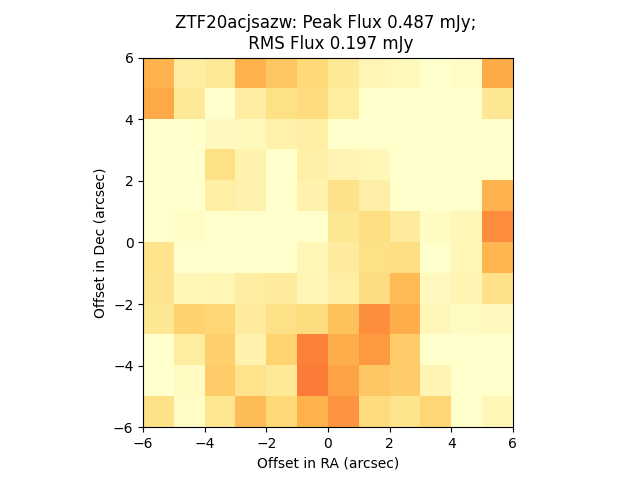 ZTF20acjsazw: Peak Flux 0.487 mJy;
RMS Flux 0.197 mJy
6
4
2
0
−2
−4
−6
Offset in Dec (arcsec)
−6 −4 −2 0 2 4 6
Offset in RA (arcsec)